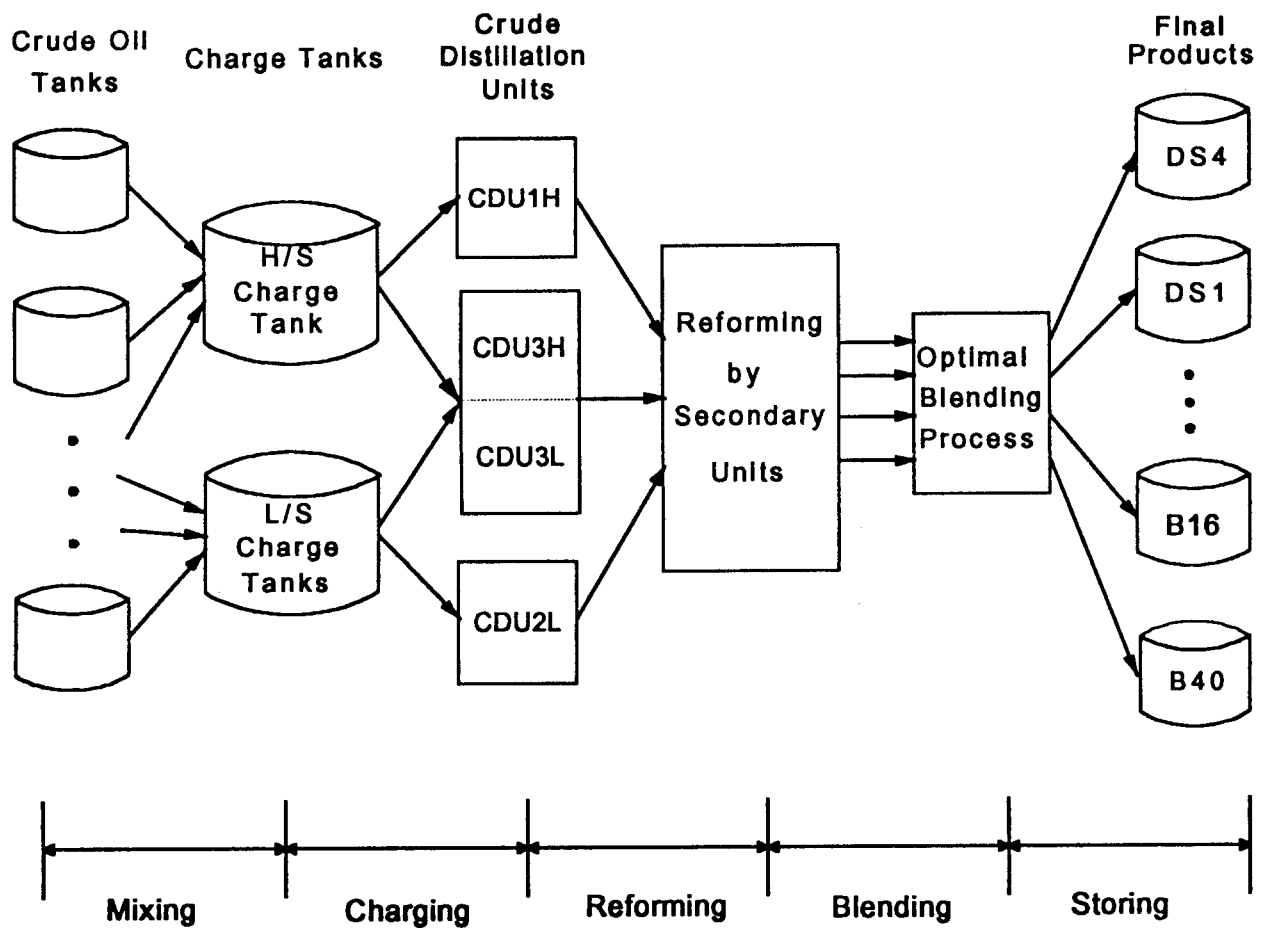 Crude Oil
Tanks
Charge Tanks
Crude
Distillation
Units
Final
Products
H/S
Charge
Tank
L/S
Charge
Tanks
CDU1H
CDU3H
CDU3L
CDU2L
Reforming
by
Secondary
Units
Optimal
Blending
Process
DS4
DS1
B16
B40
Mixing
Charging
Reforming
Blending
Storing